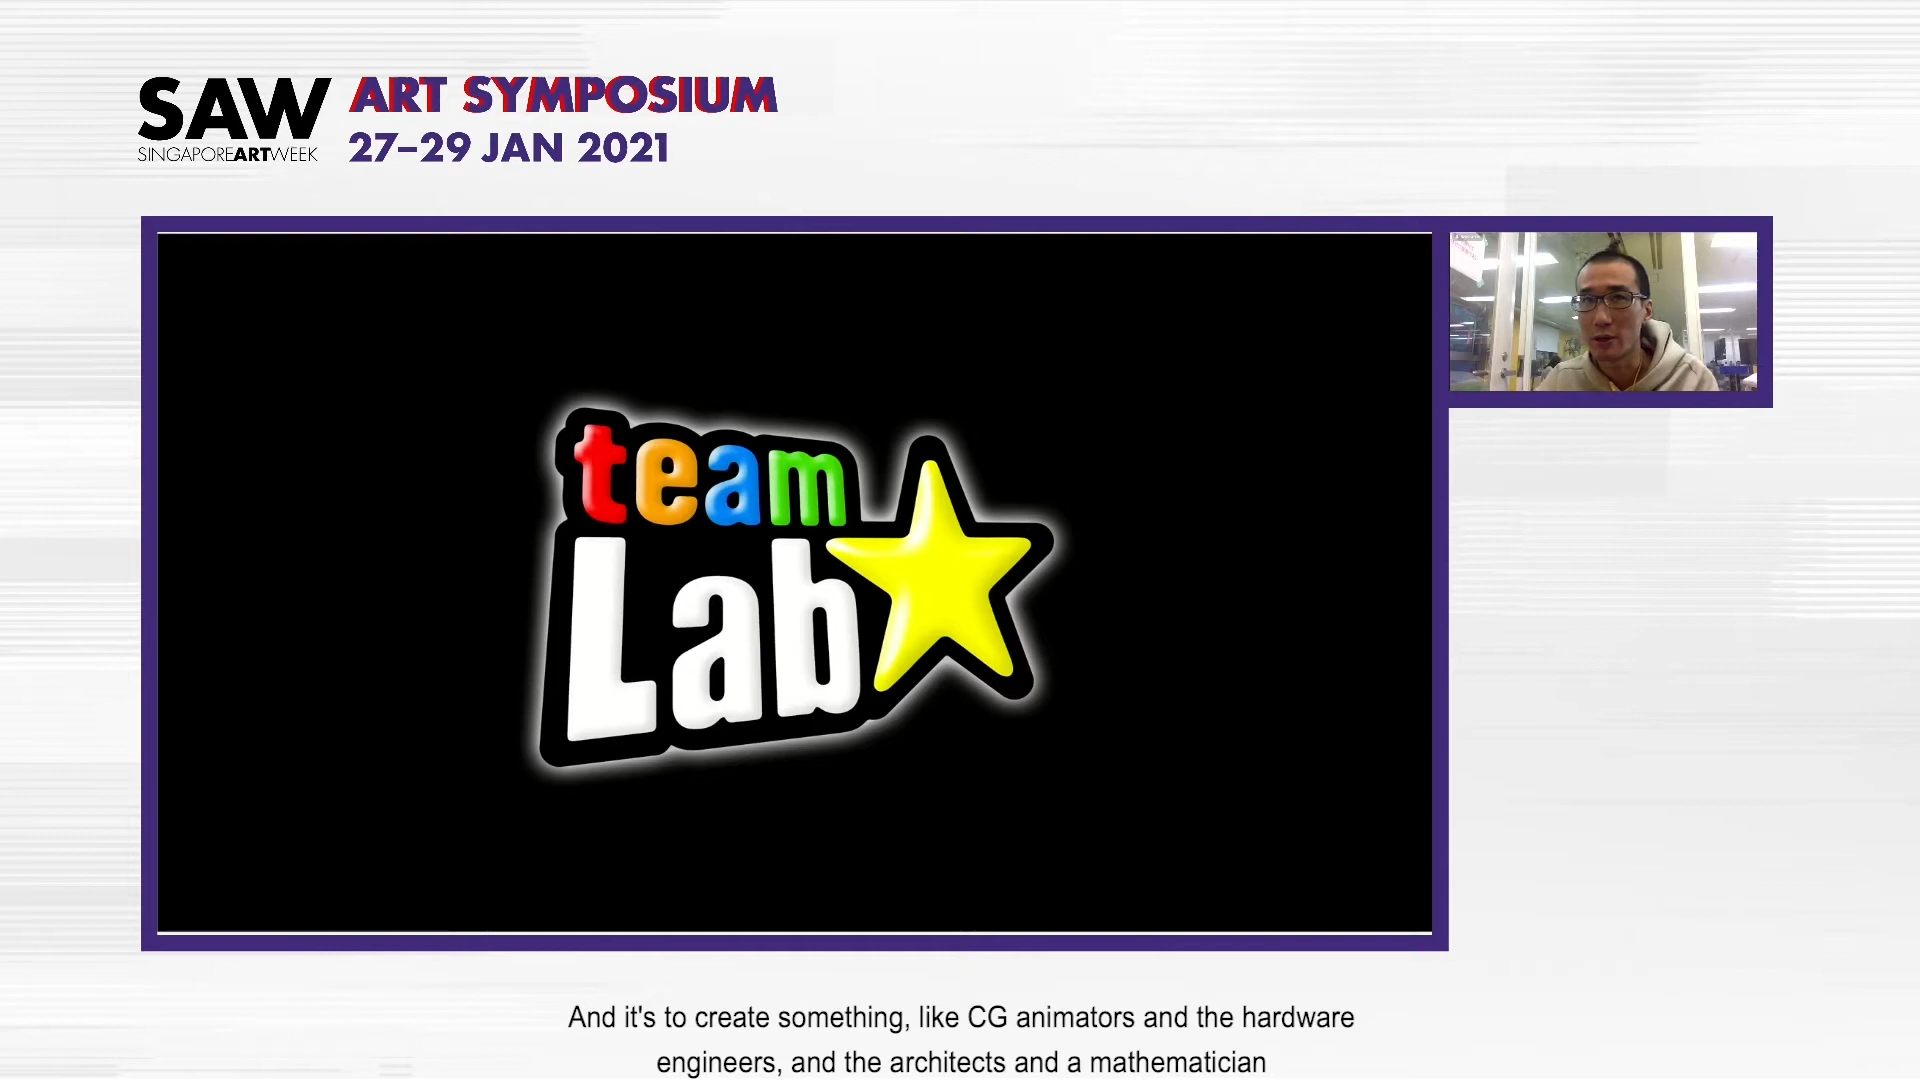 SAW ART SYMPOSIUM
SINGAPOREARTWEEK 27–29 JAN 2021
team
Lab
And it's to create something, like CG animators and the hardware
engineers, and the architects and a mathematician